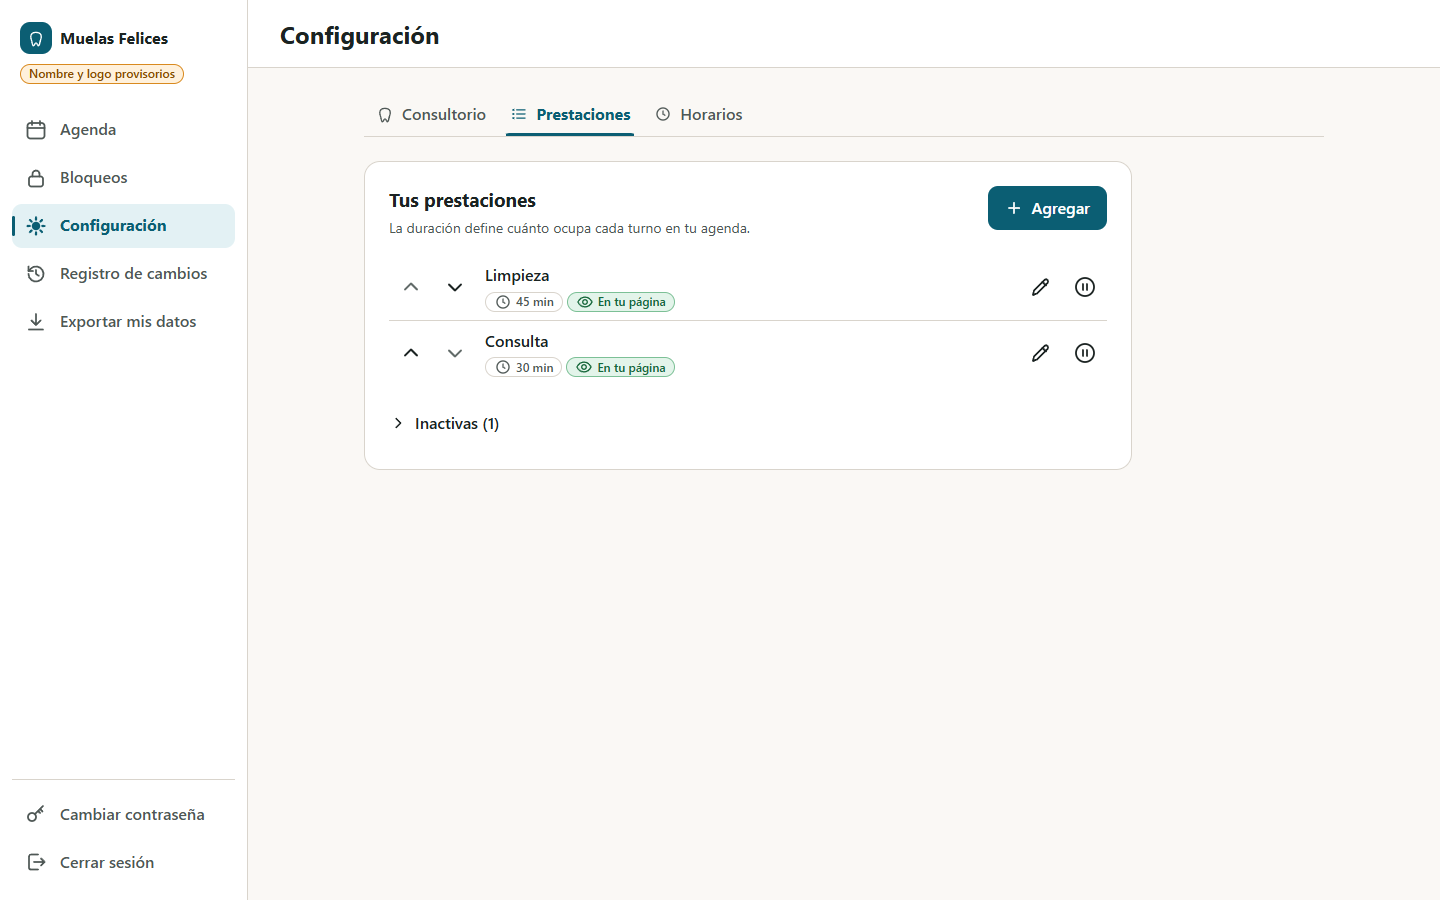 Muelas Felices
Nombre y logo provisorios
Agenda
Bloqueos
Configuración
Registro de cambios
Exportar mis datos
Cambiar contraseña
Cerrar sesión
Configuración
Consultorio
Prestaciones
Horarios
Tus prestaciones
La duración define cuánto ocupa cada turno en tu agenda.
Agregar
Limpieza
45 min
En tu página
Consulta
30 min
En tu página
Inactivas (1)